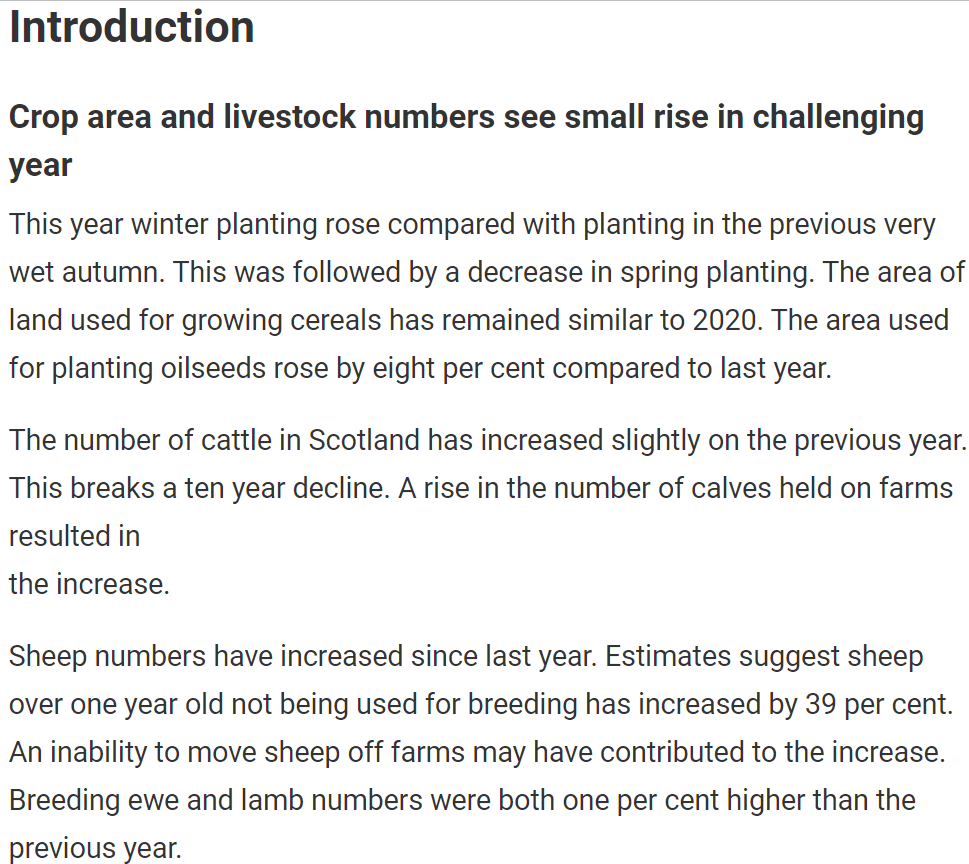 Introduction
Crop area and livestock numbers see small rise in challenging
year
This year winter planting rose compared with planting in the previous very
wet autumn. This was followed by a decrease in spring planting. The area of
land used for growing cereals has remained similar to 2020. The area used
for planting oilseeds rose by eight per cent compared to last year.
The number of cattle in Scotland has increased slightly on the previous year.
This breaks a ten year decline. A rise in the number of calves held on farms
resulted in
the increase.
Sheep numbers have increased since last year. Estimates suggest sheep
over one year old not being used for breeding has increased by 39 per cent.
An inability to move sheep off farms may have contributed to the increase.
Breeding ewe and lamb numbers were both one per cent higher than the
previous year.